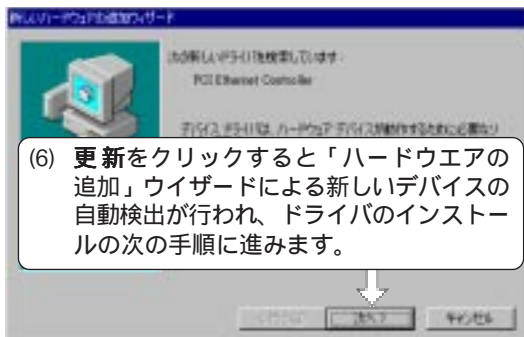 新しいハードウェアの追加ウィザード
次の新しいドライバを検索しています:
PCI Ethernet Controller
デバイス ドライバは、ハードウェア デバイスが動作するために必要なソ
(6) 更新をクリックすると「ハードウエアの
追加」ウイザードによる新しいデバイスの
自動検出が行われ、ドライバのインストー
ルの次の手順に進みます。
次へ >
キャンセル